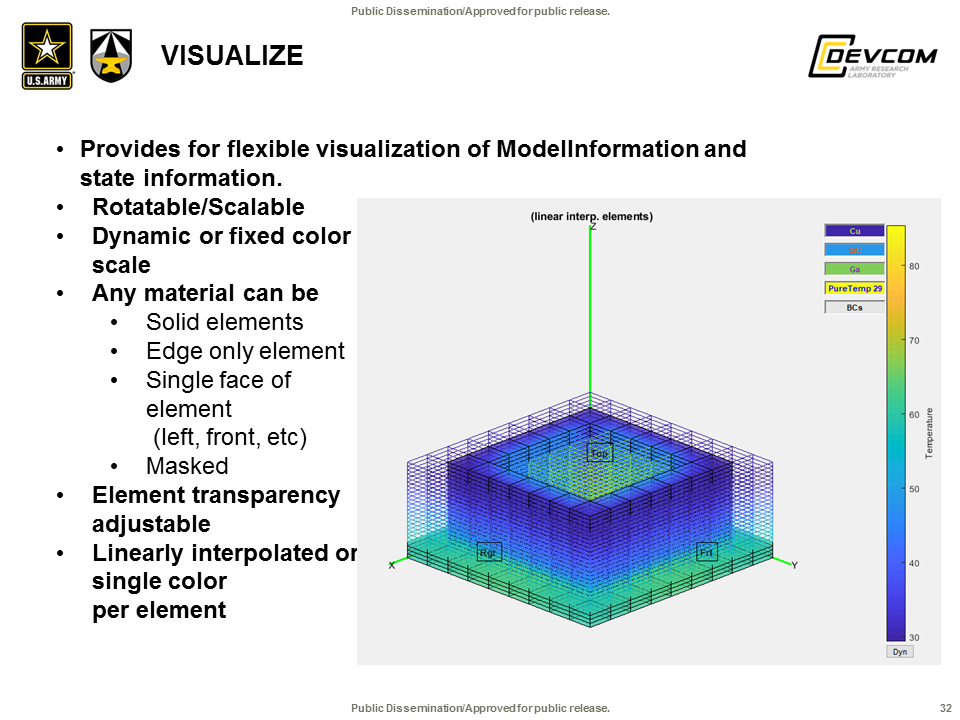 Public Dissemination/Approved for public release.
U.S.ARMY
VISUALIZE
DEVCOM
ARMY RESEARCH
LABORATORY
• Provides for flexible visualization of ModelInformation and
state information.
• Rotatable/Scalable
• Dynamic or fixed color
scale
• Any material can be
• Solid elements
• Edge only element
• Single face of
element
(left, front, etc)
• Masked
• Element transparency
adjustable
• Linearly interpolated or
single color
per element
(linear interp. elements)
Z
Cu
Ga
PureTemp 29
BCs
80
70
60
50
40
30
Temperature
Dyn
Top
Rgt
Frt
X
Y
Public Dissemination/Approved for public release.
32